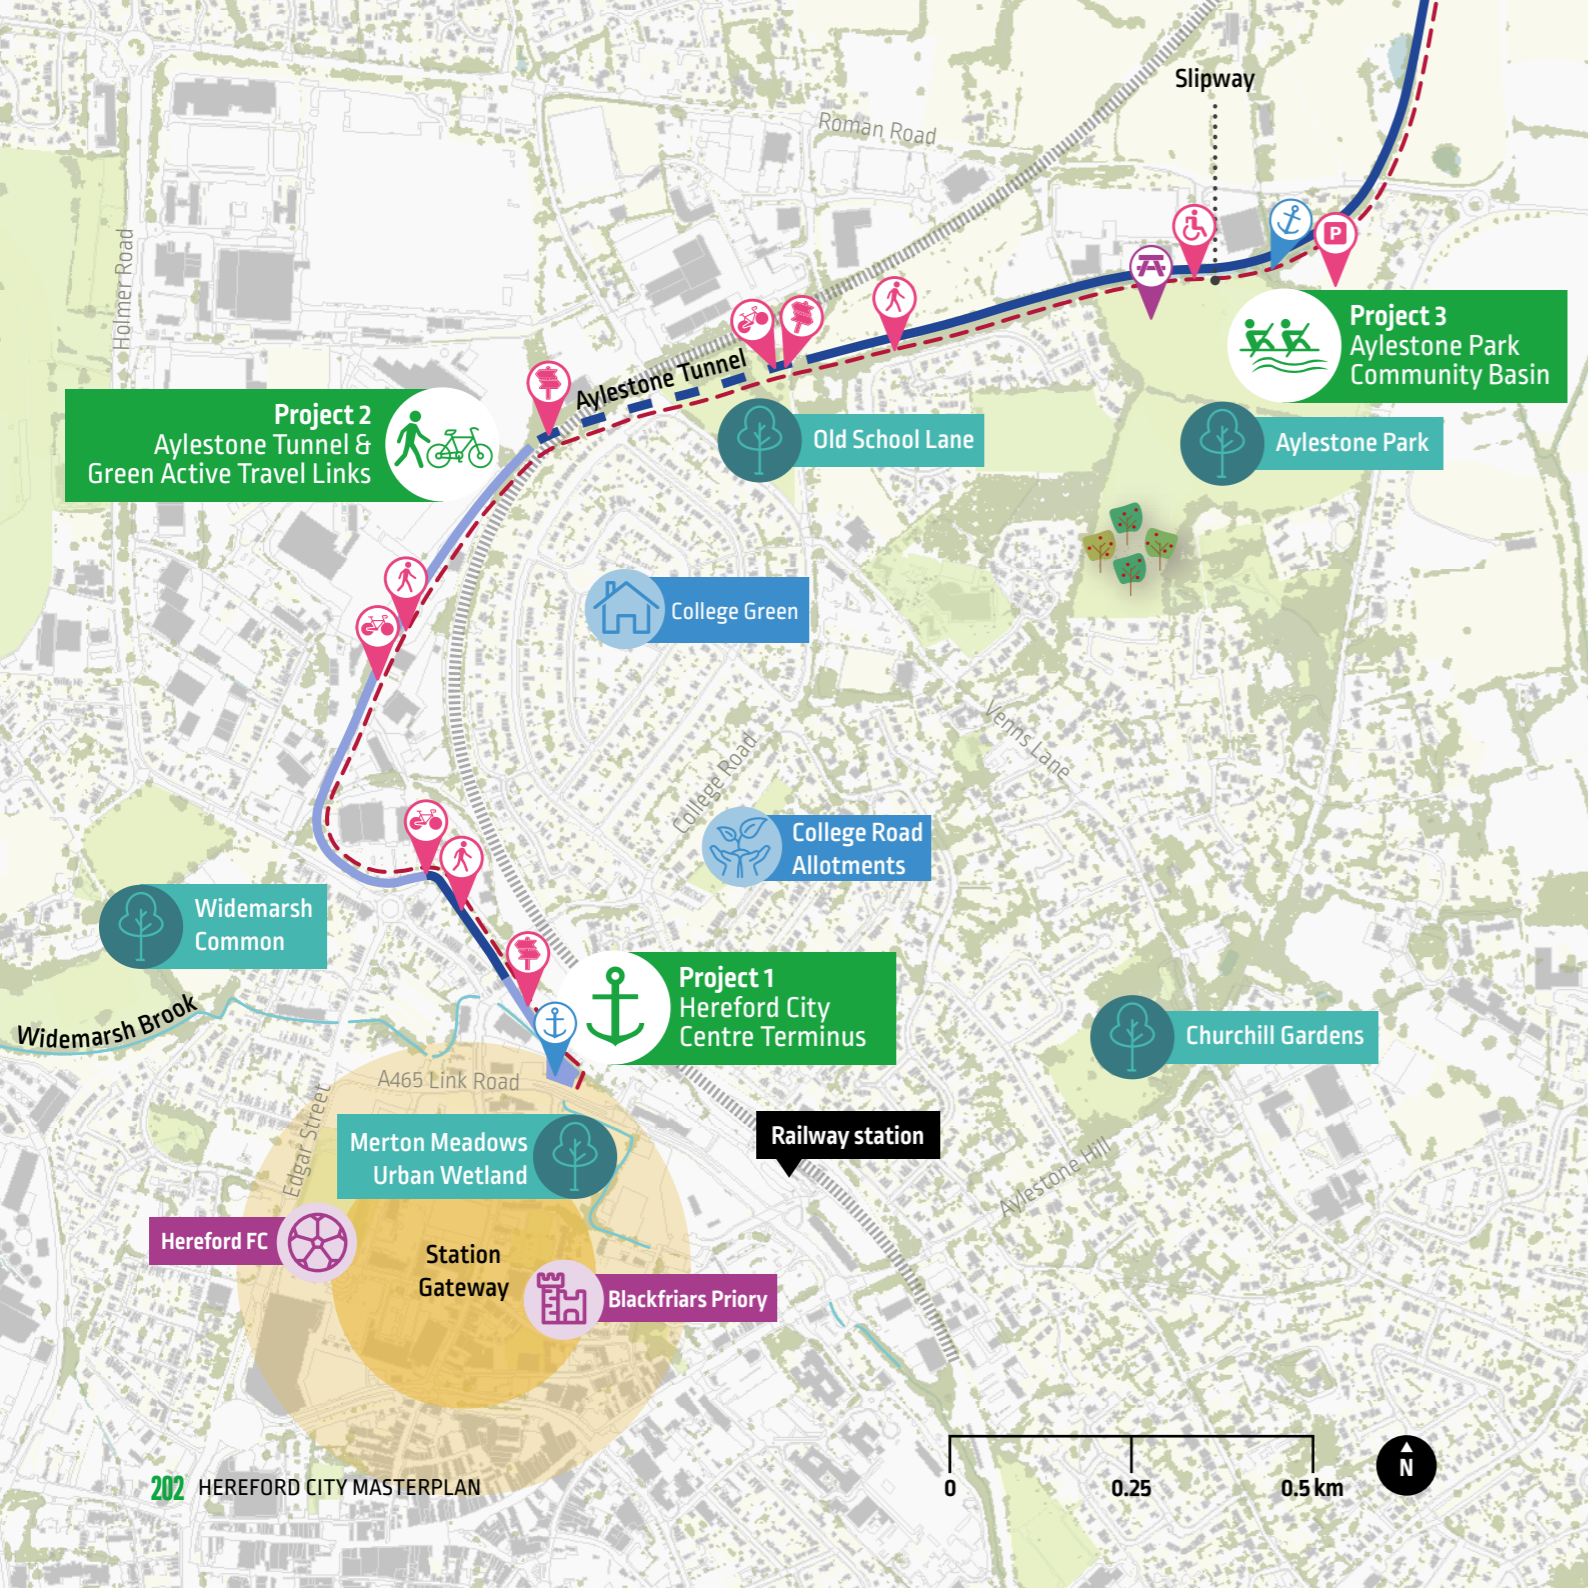 Slipway
Roman Road
Holmer Road
P
Project 3
Aylestone Park
Community Basin
Aylestone Tunnel
Project 2
Aylestone Tunnel &
Green Active Travel Links
Old School Lane
Aylestone Park
College Green
Venns Lane
College Road
College Road
Allotments
Widemarsh
Common
Project 1
Hereford City
Centre Terminus
Widemarsh Brook
Churchill Gardens
A465 Link Road
Edgar Street
Merton Meadows
Urban Wetland
Railway station
Aylestone Hill
Hereford FC
Station
Gateway
Blackfriars Priory
202 HEREFORD CITY MASTERPLAN
0 0.25 0.5 km
N